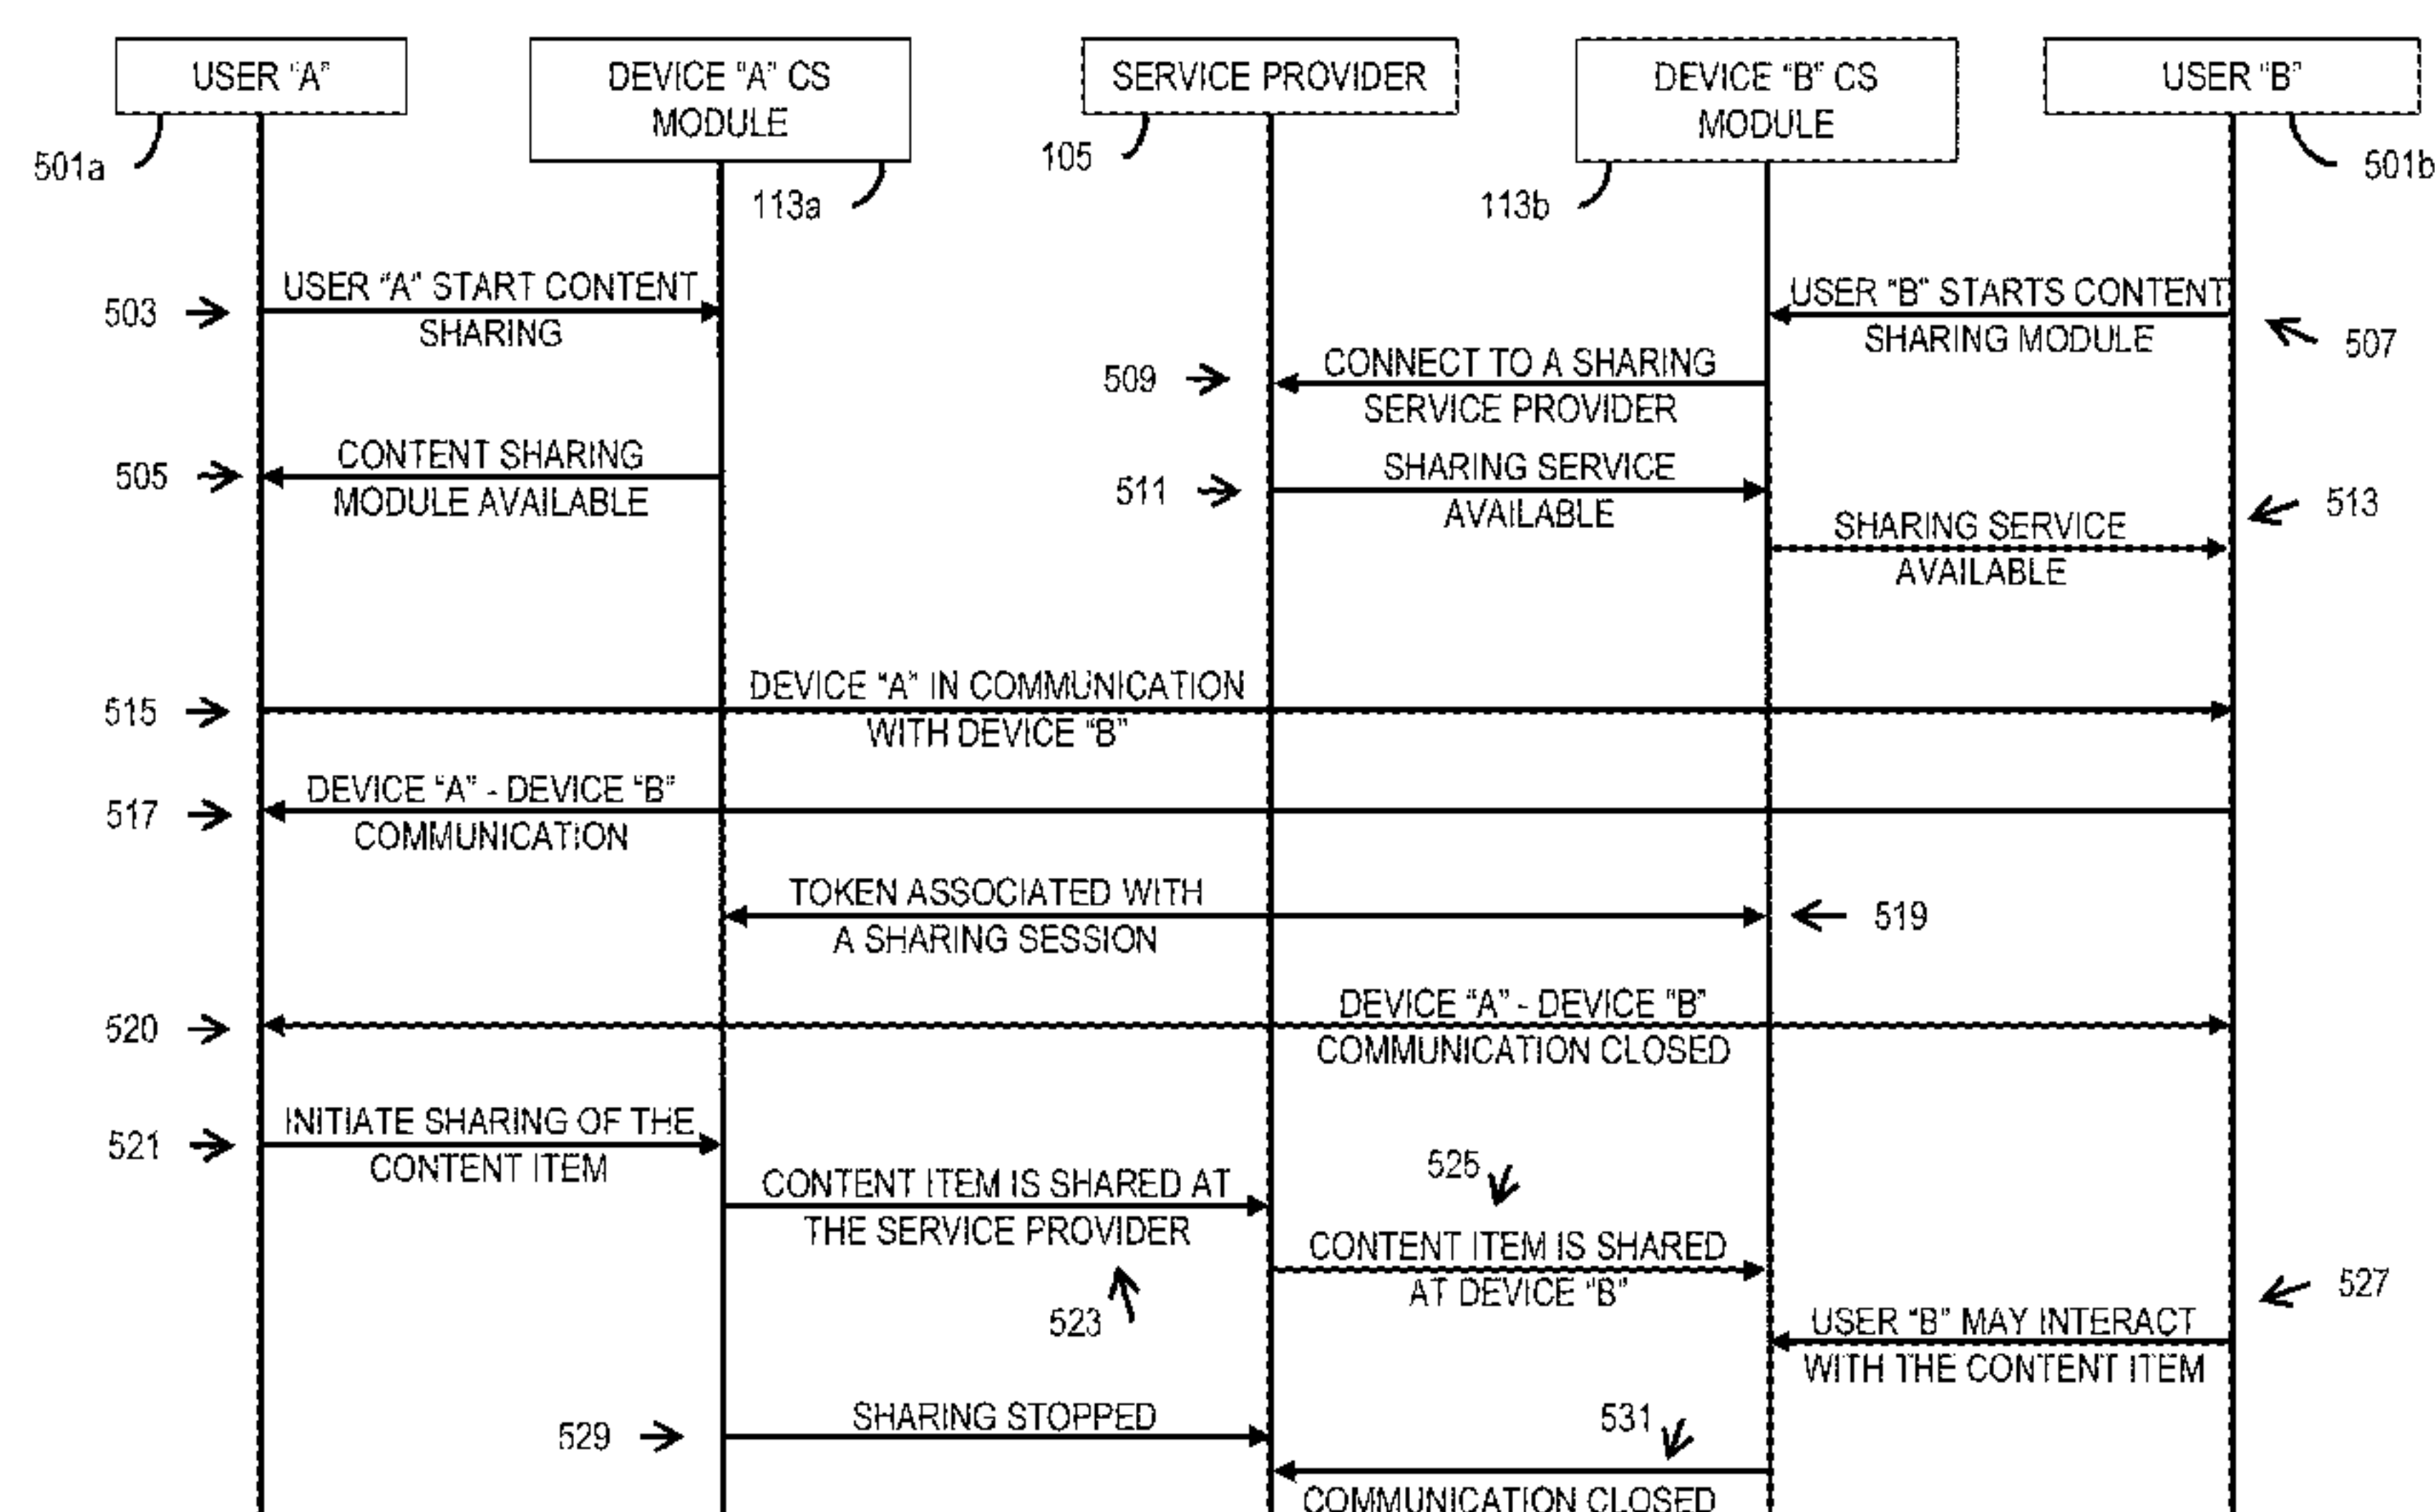 USER "A"
DEVICE "A" CS
MODULE
SERVICE PROVIDER
DEVICE "B" CS
MODULE
USER "B"
501a
113a
105
113b
501b
503
USER "A" START CONTENT
SHARING
USER "B" STARTS CONTENT
SHARING MODULE
507
509
CONNECT TO A SHARING
SERVICE PROVIDER
505
CONTENT SHARING
MODULE AVAILABLE
511
SHARING SERVICE
AVAILABLE
513
SHARING SERVICE
AVAILABLE
515
DEVICE "A" IN COMMUNICATION
WITH DEVICE "B"
517
DEVICE "A" - DEVICE "B"
COMMUNICATION
TOKEN ASSOCIATED WITH
A SHARING SESSION
519
520
DEVICE "A" - DEVICE "B"
COMMUNICATION CLOSED
521
INITIATE SHARING OF THE
CONTENT ITEM
CONTENT ITEM IS SHARED AT
THE SERVICE PROVIDER
523
525
CONTENT ITEM IS SHARED
AT DEVICE "B"
527
USER "B" MAY INTERACT
WITH THE CONTENT ITEM
529
SHARING STOPPED
531
COMMUNICATION CLOSED